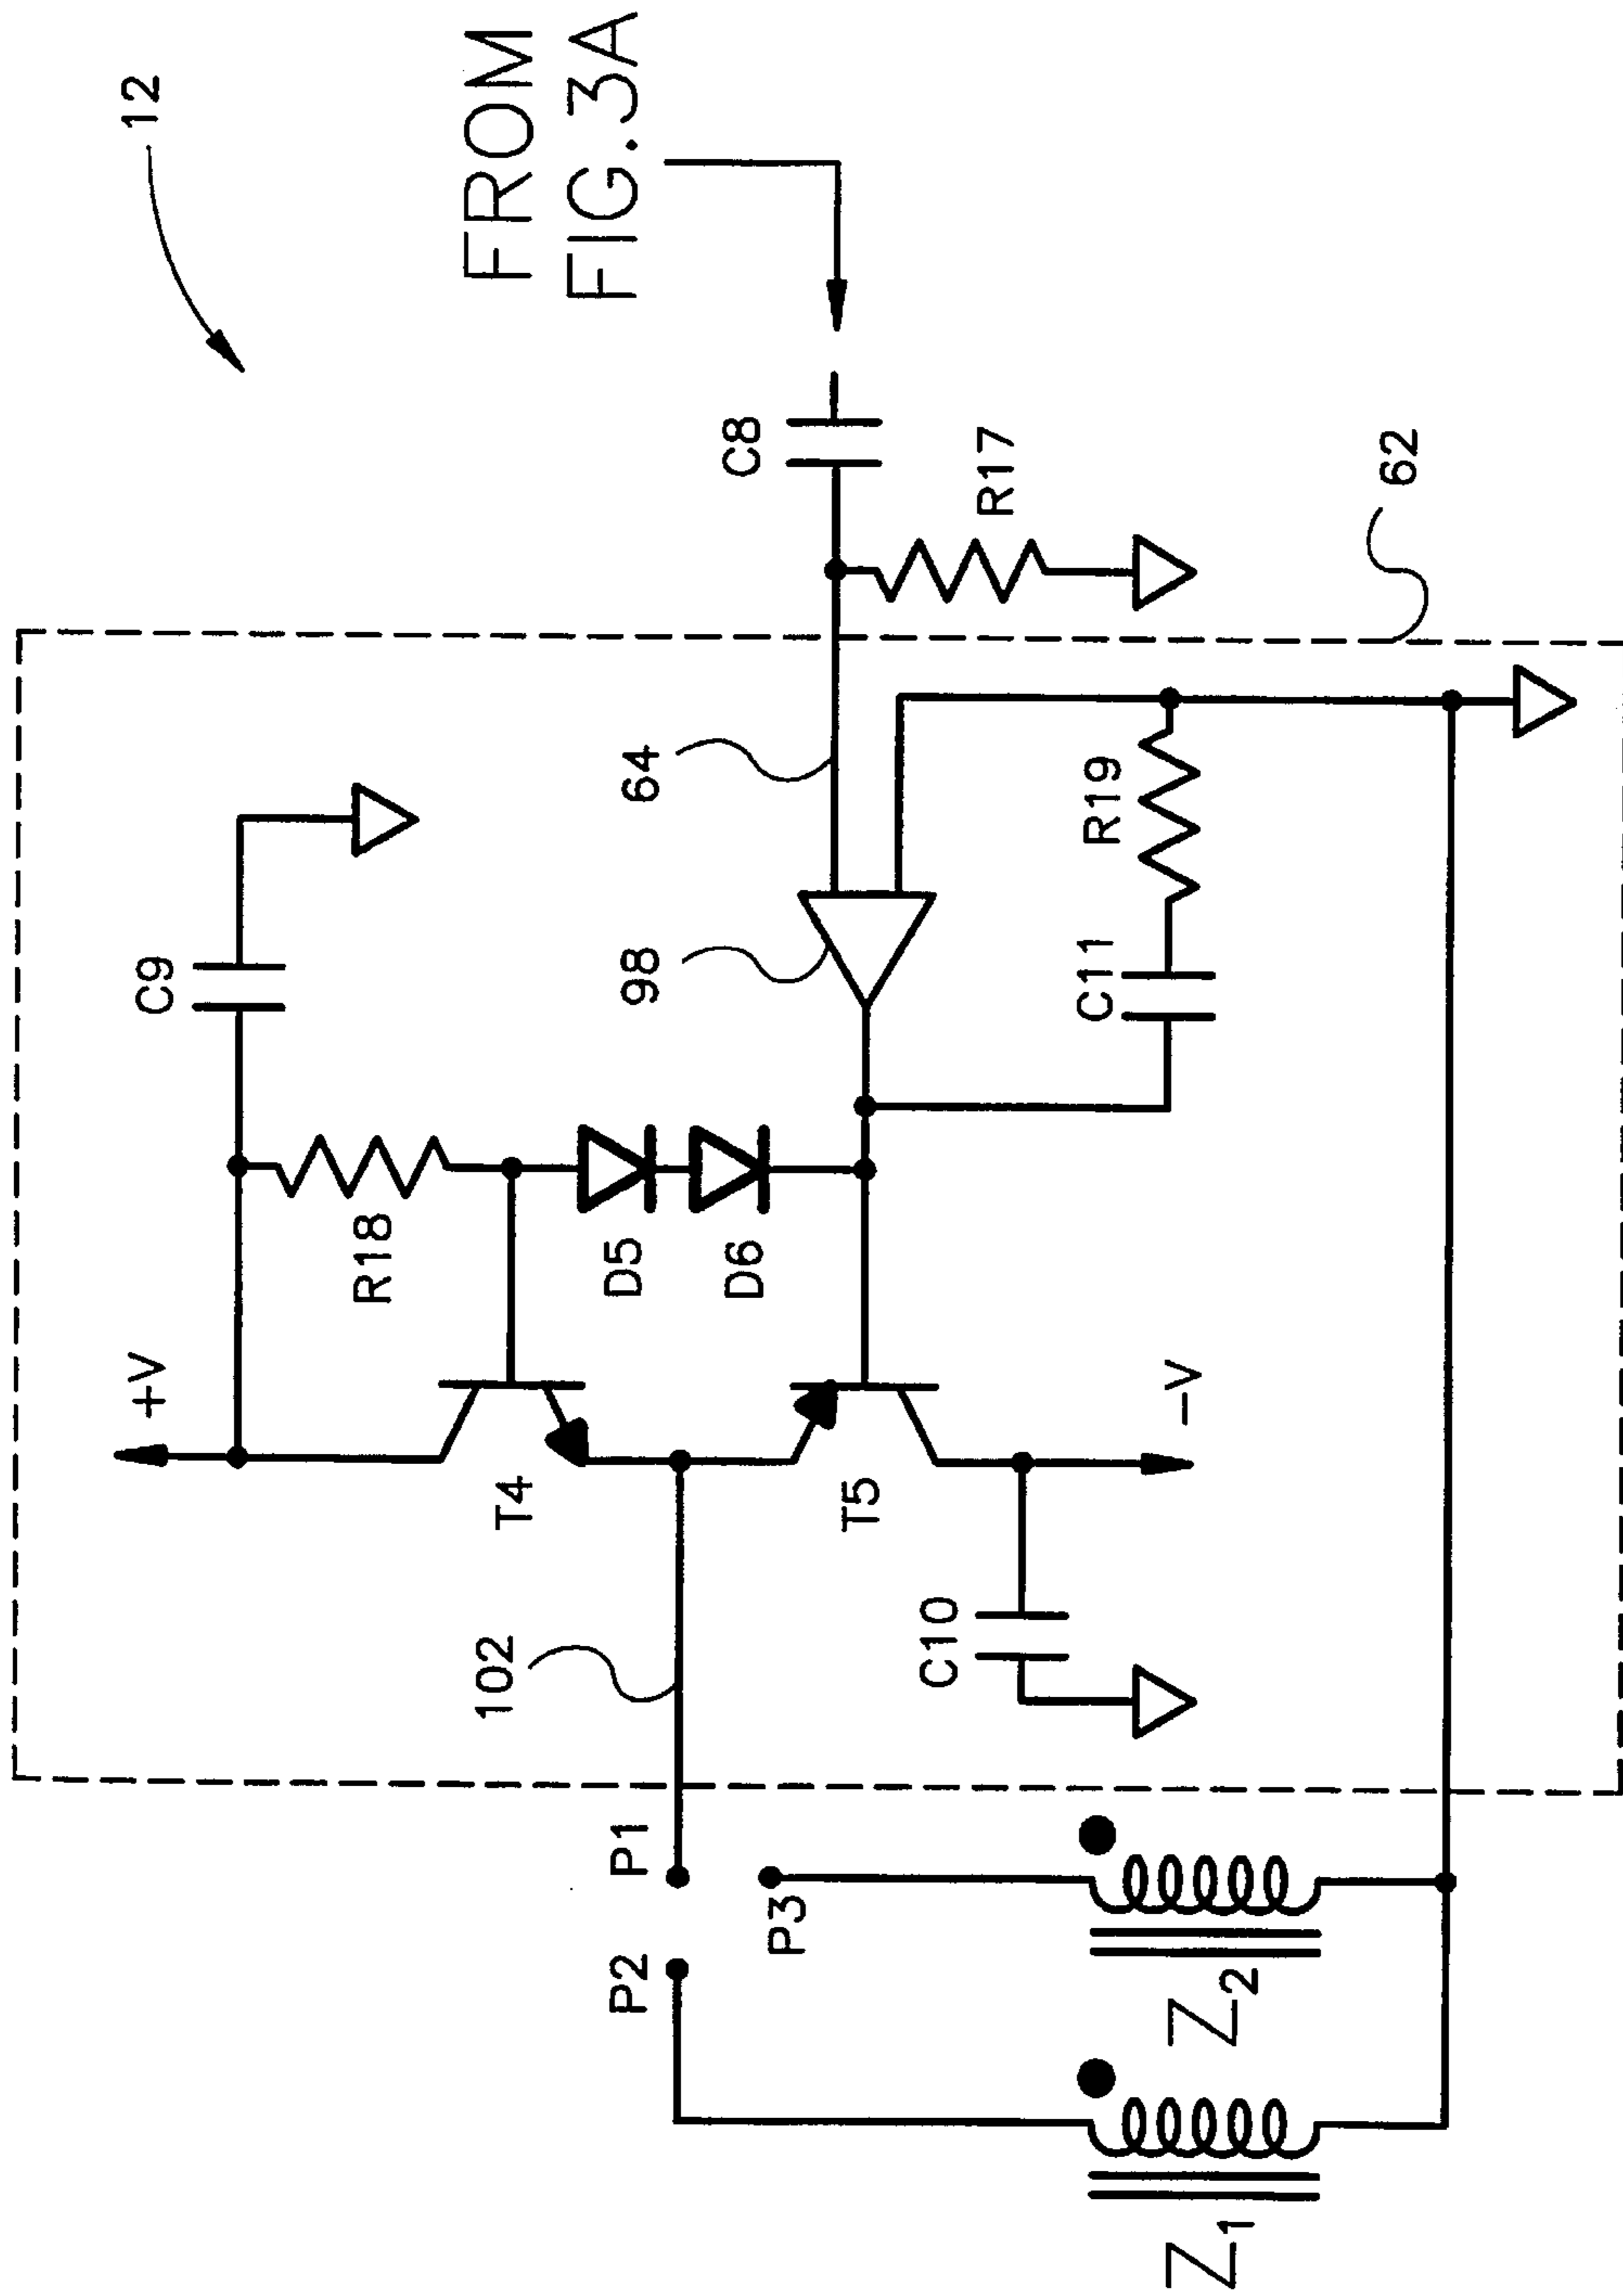 12
FROM
FIG.3A
C8
R17
62
64
C9
98
R19
C11
R18
D5
D6
+V
T4
T5
-V
102
C10
P1
P2
P3
Z2
Z1